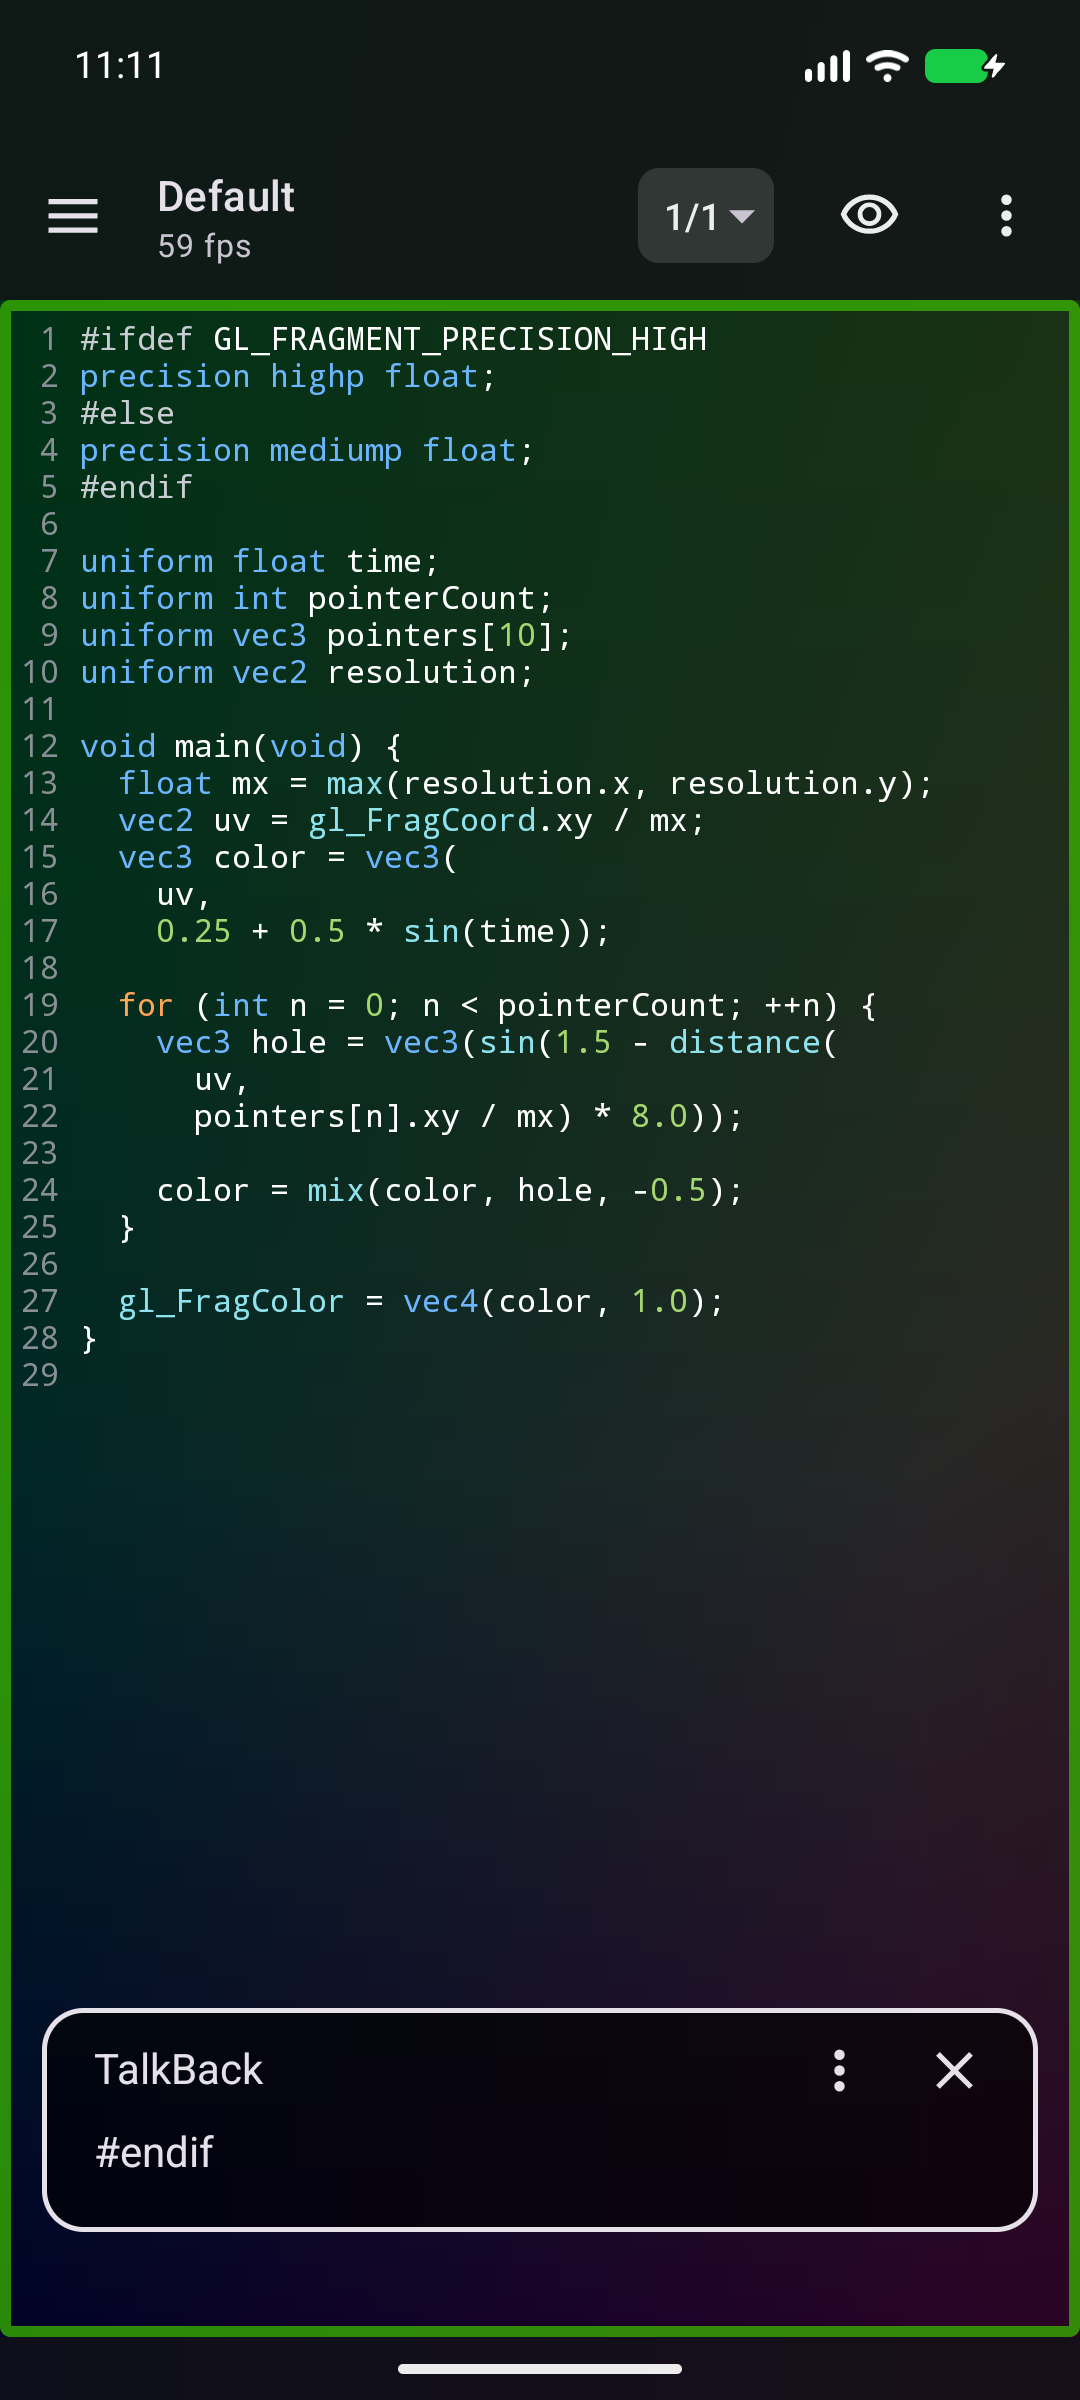 11:11
Default
59 fps
1/1
1 #ifdef GL_FRAGMENT_PRECISION_HIGH
2 precision highp float;
3 #else
4 precision mediump float;
5 #endif
6
7 uniform float time;
8 uniform int pointerCount;
9 uniform vec3 pointers[10];
10 uniform vec2 resolution;
11
12 void main(void) {
13   float mx = max(resolution.x, resolution.y);
14   vec2 uv = gl_FragCoord.xy / mx;
15   vec3 color = vec3(
16     uv,
17     0.25 + 0.5 * sin(time));
18
19   for (int n = 0; n < pointerCount; ++n) {
20     vec3 hole = vec3(sin(1.5 - distance(
21       uv,
22       pointers[n].xy / mx) * 8.0));
23
24     color = mix(color, hole, -0.5);
25   }
26
27   gl_FragColor = vec4(color, 1.0);
28 }
29
TalkBack
#endif